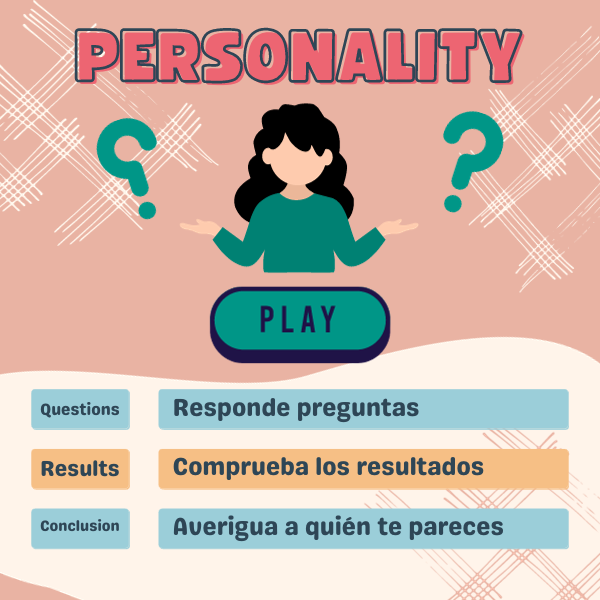 PERSONALITY
PLAY
Questions
Responde preguntas
Results
Comprueba los resultados
Conclusion
Averigua a quién te pareces